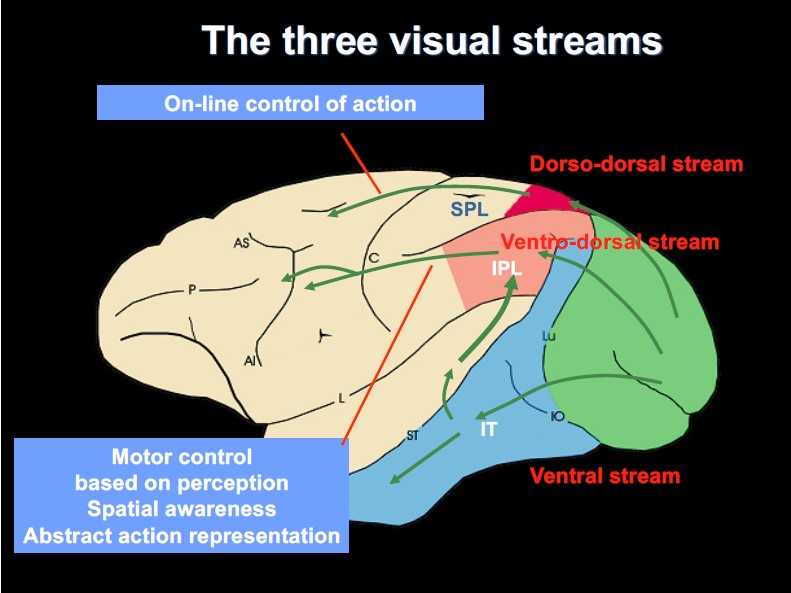 The three visual streams
On-line control of action
Dorso-dorsal stream
SPL
Ventro-dorsal stream
AS
C
IPL
P
Lu
AI
L
IO
IT
ST
Motor control
based on perception
Spatial awareness
Abstract action representation
Ventral stream